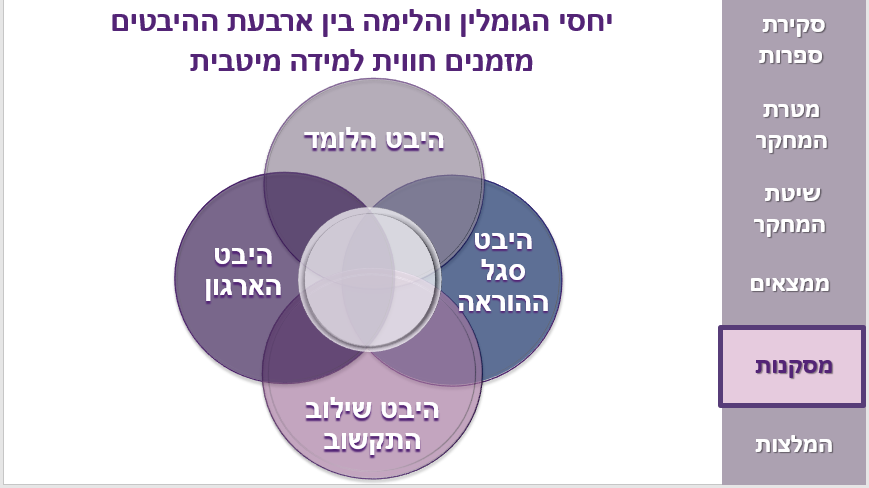 יחסי הגומלין והלימה בין ארבעת ההיבטים
מזמנים חווית למידה מיטבית
היבט הלומד
היבט
סגל
ההוראה
היבט
הארגון
היבט שילוב
התקשוב
סקירת
ספרות
מטרת
המחקר
שיטת
המחקר
ממצאים
מסקנות
המלצות